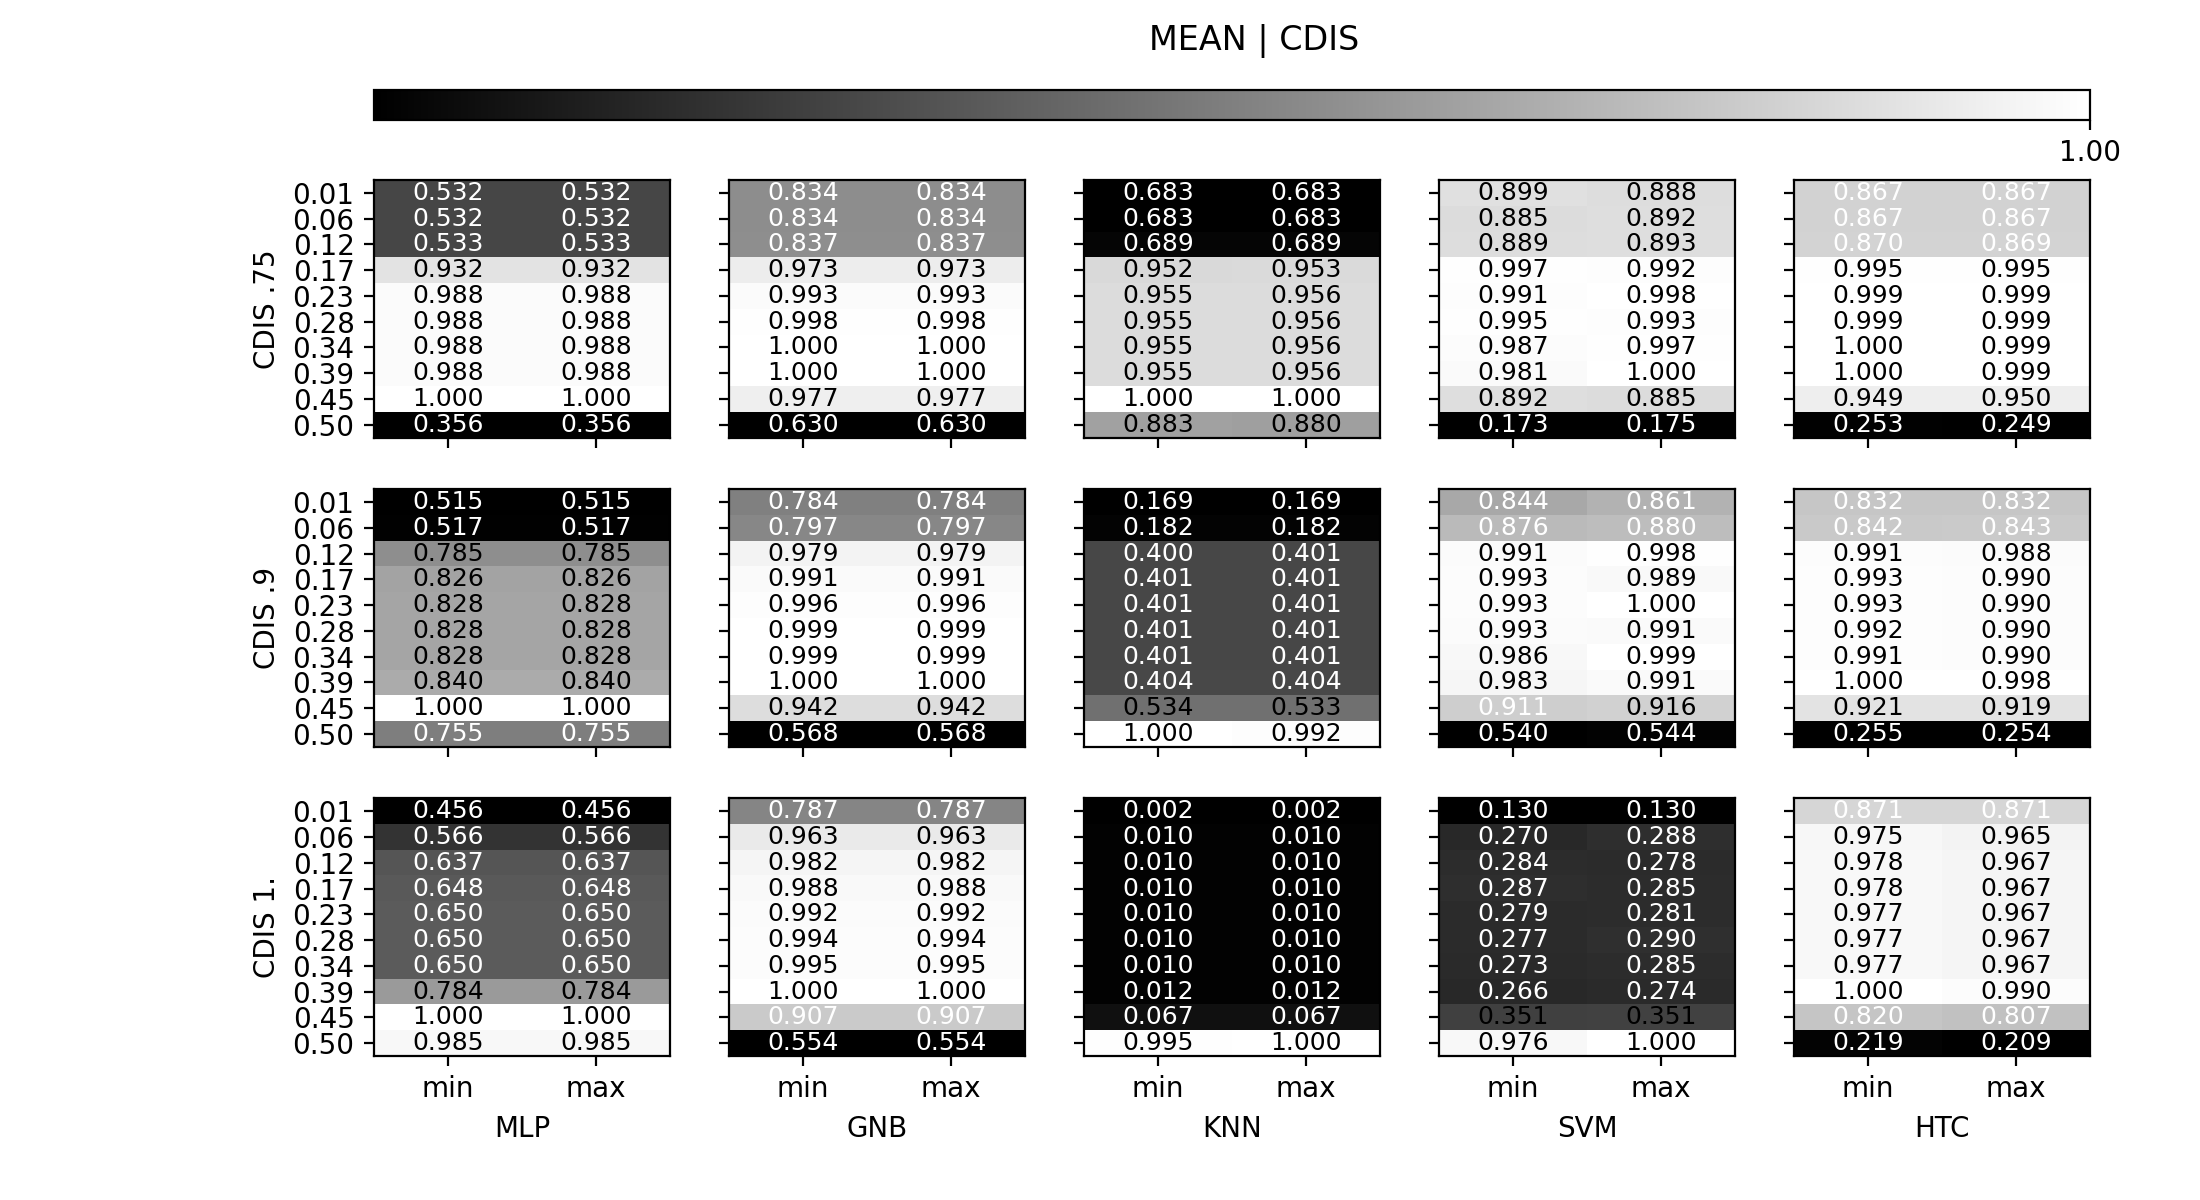 MEAN | CDIS
1.00
CDIS .75
0.01 0.532 0.532 0.834 0.834 0.683 0.683 0.899 0.888 0.867 0.867
0.06 0.532 0.532 0.834 0.834 0.683 0.683 0.885 0.892 0.867 0.867
0.12 0.533 0.533 0.837 0.837 0.689 0.689 0.889 0.893 0.870 0.869
0.17 0.932 0.932 0.973 0.973 0.952 0.953 0.997 0.992 0.995 0.995
0.23 0.988 0.988 0.993 0.993 0.955 0.956 0.991 0.998 0.999 0.999
0.28 0.988 0.988 0.998 0.998 0.955 0.956 0.995 0.993 0.999 0.999
0.34 0.988 0.988 1.000 1.000 0.955 0.956 0.987 0.997 1.000 0.999
0.39 0.988 0.988 1.000 1.000 0.955 0.956 0.981 1.000 1.000 0.999
0.45 1.000 1.000 0.977 0.977 1.000 1.000 0.892 0.885 0.949 0.950
0.50 0.356 0.356 0.630 0.630 0.883 0.880 0.173 0.175 0.253 0.249
CDIS .9
0.01 0.515 0.515 0.784 0.784 0.169 0.169 0.844 0.861 0.832 0.832
0.06 0.517 0.517 0.797 0.797 0.182 0.182 0.876 0.880 0.842 0.843
0.12 0.785 0.785 0.979 0.979 0.400 0.401 0.991 0.998 0.991 0.988
0.17 0.826 0.826 0.991 0.991 0.401 0.401 0.993 0.989 0.993 0.990
0.23 0.828 0.828 0.996 0.996 0.401 0.401 0.993 1.000 0.993 0.990
0.28 0.828 0.828 0.999 0.999 0.401 0.401 0.993 0.991 0.992 0.990
0.34 0.828 0.828 0.999 0.999 0.401 0.401 0.986 0.999 0.991 0.990
0.39 0.840 0.840 1.000 1.000 0.404 0.404 0.983 0.991 1.000 0.998
0.45 1.000 1.000 0.942 0.942 0.534 0.533 0.911 0.916 0.921 0.919
0.50 0.755 0.755 0.568 0.568 1.000 0.992 0.540 0.544 0.255 0.254
CDIS 1.
0.01 0.456 0.456 0.787 0.787 0.002 0.002 0.130 0.130 0.871 0.871
0.06 0.566 0.566 0.963 0.963 0.010 0.010 0.270 0.288 0.975 0.965
0.12 0.637 0.637 0.982 0.982 0.010 0.010 0.284 0.278 0.978 0.967
0.17 0.648 0.648 0.988 0.988 0.010 0.010 0.287 0.285 0.978 0.967
0.23 0.650 0.650 0.992 0.992 0.010 0.010 0.279 0.281 0.977 0.967
0.28 0.650 0.650 0.994 0.994 0.010 0.010 0.277 0.290 0.977 0.967
0.34 0.650 0.650 0.995 0.995 0.010 0.010 0.273 0.285 0.977 0.967
0.39 0.784 0.784 1.000 1.000 0.012 0.012 0.266 0.274 1.000 0.990
0.45 1.000 1.000 0.907 0.907 0.067 0.067 0.351 0.351 0.820 0.807
0.50 0.985 0.985 0.554 0.554 0.995 1.000 0.976 1.000 0.219 0.209
min max min max min max min max min max
MLP GNB KNN SVM HTC